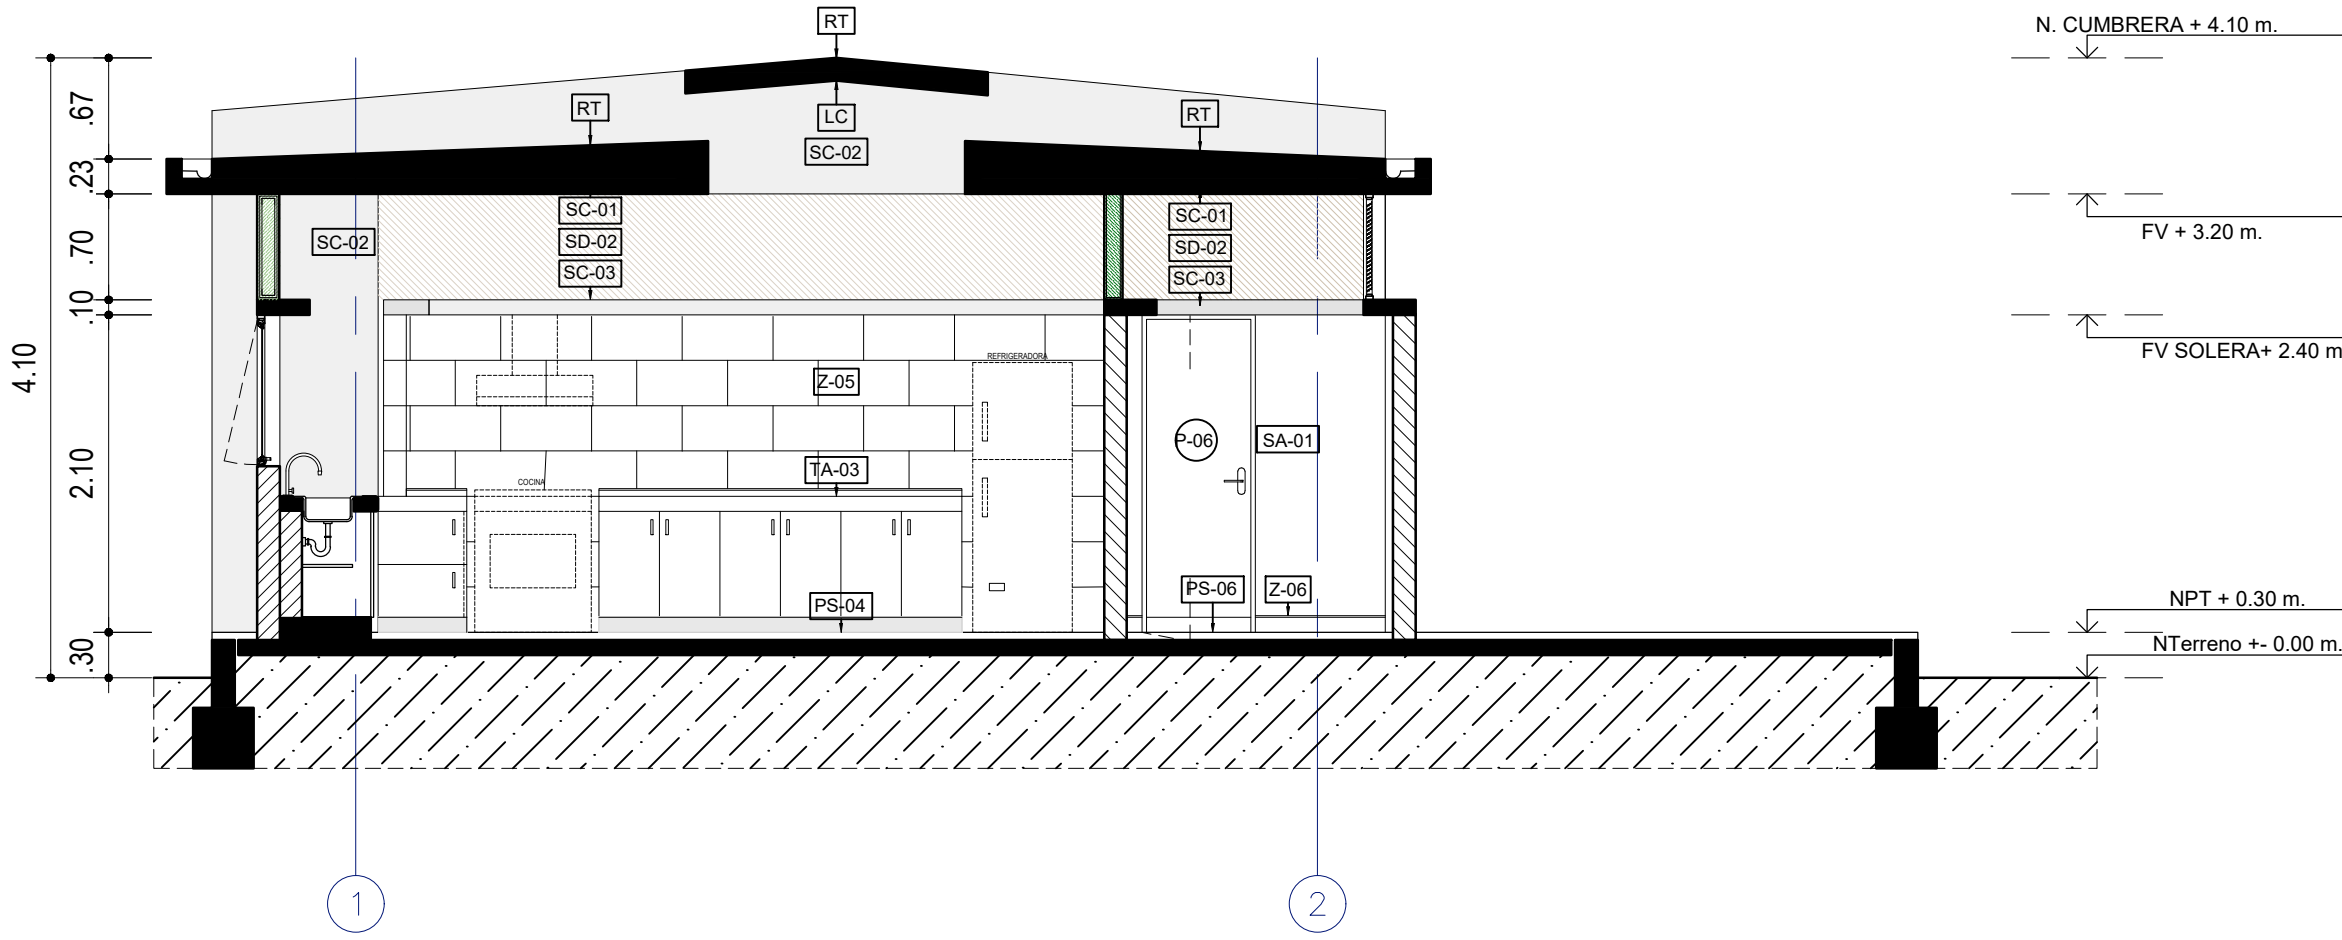 RT
N. CUMBRERA + 4.10 m.
.67
RT
LC
RT
SC-02
.23
SC-01
SD-02
SC-03
SC-02
SC-01
SD-02
SC-03
FV + 3.20 m.
.70
.10
FV SOLERA+ 2.40 m
4.10
REFRIGERADORA
Z-05
P-06
SA-01
2.10
TA-03
COCINA
PS-04
PS-06
Z-06
NPT + 0.30 m.
NTerreno +- 0.00 m.
.30
1
2